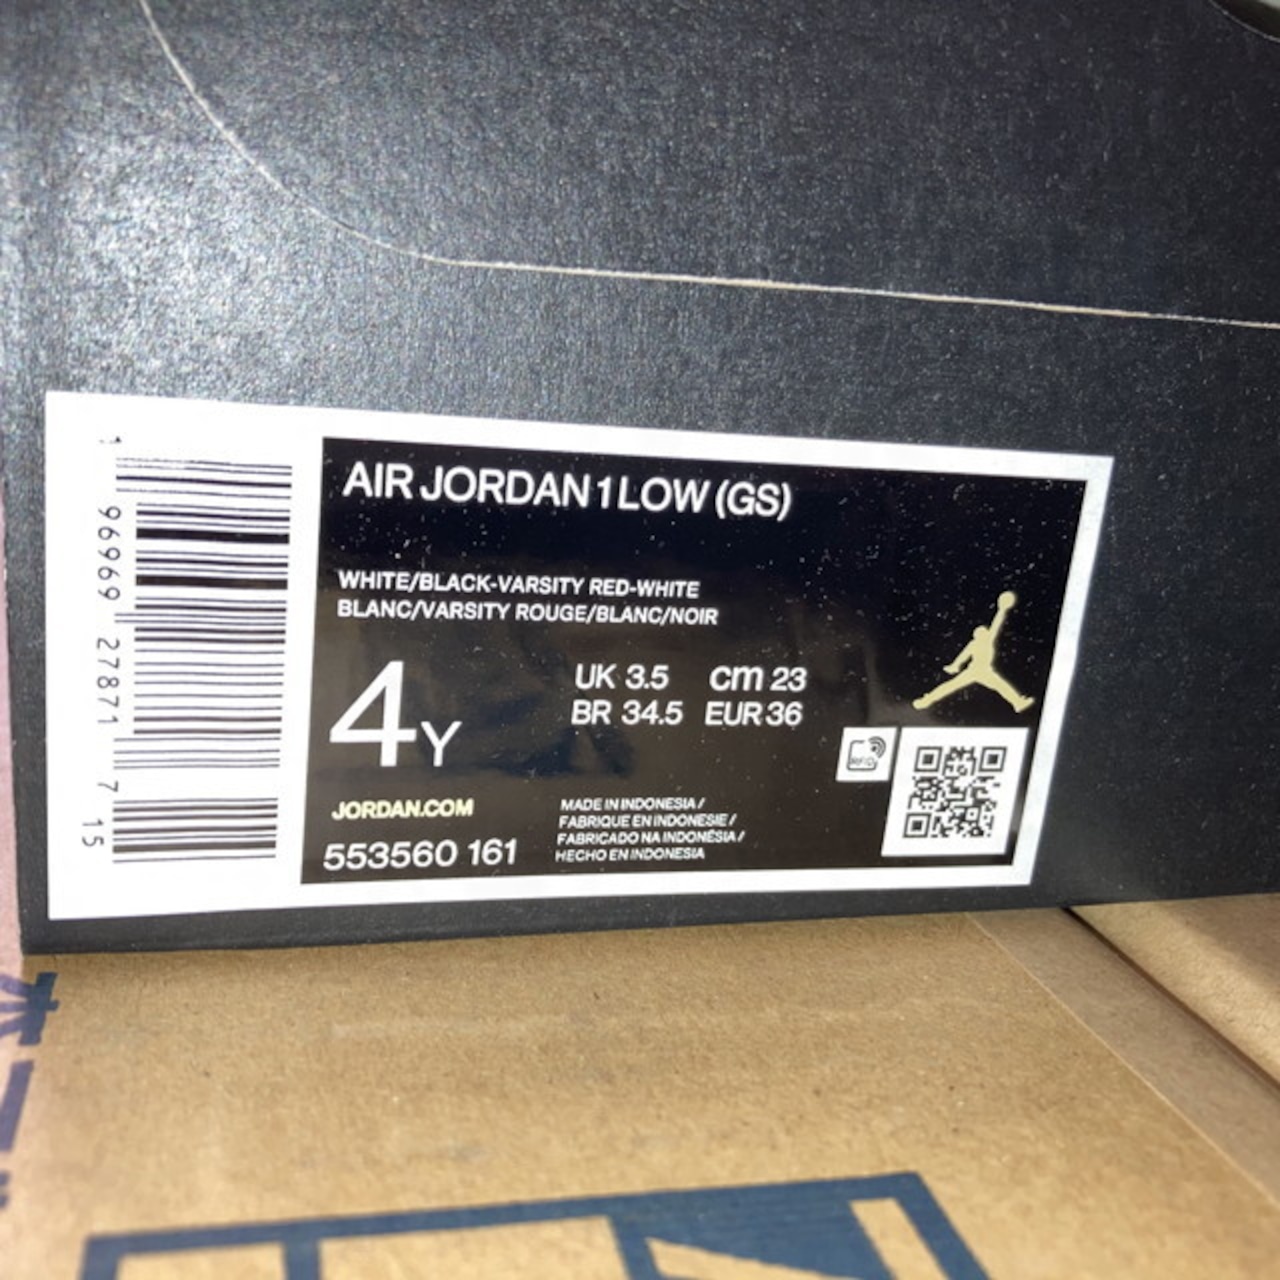 AIR JORDAN 1 LOW (GS)
WHITE/BLACK-VARSITY RED-WHITE
BLANC/VARSITY ROUGE/BLANC/NOIR
4Y
UK 3.5 cm 23
BR 34.5 EUR 36
RFID
JORDAN.COM
553560 161
MADE IN INDONESIA /
FABRIQUE EN INDONESIE /
FABRICADO NA INDONÉSIA /
HECHO EN INDONESIA
1 96969 27871 7 15